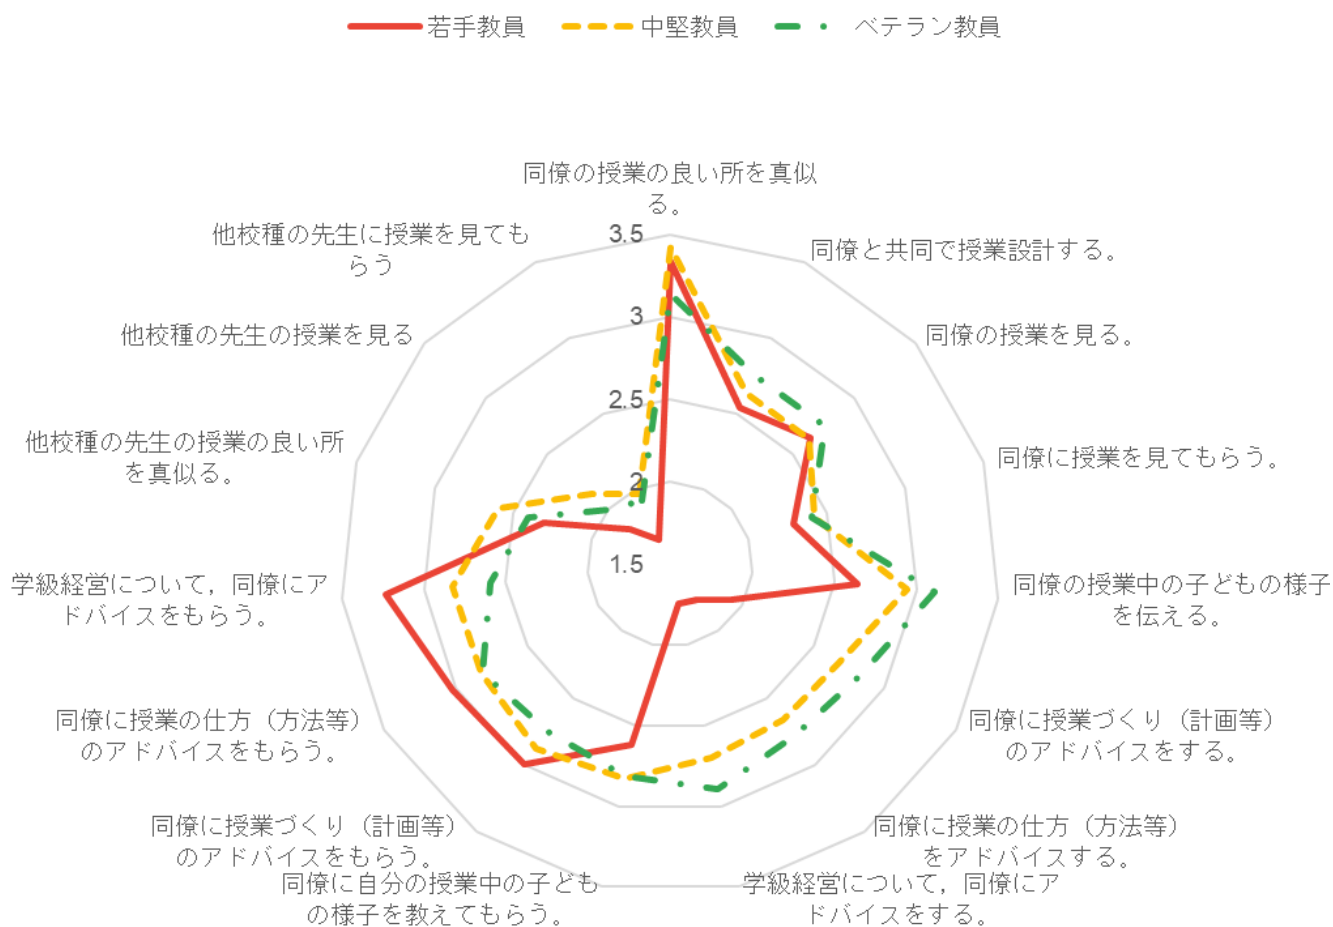 若手教員 中堅教員 ベテラン教員
同僚の授業の良い所を真似
る。
3.5
同僚と共同で授業設計する。
同僚の授業を見る。
同僚に授業を見てもらう。
同僚の授業中の子どもの様子
を伝える。
同僚に授業づくり（計画等）
のアドバイスをする。
同僚に授業の仕方（方法等）
をアドバイスする。
学級経営について，同僚にア
ドバイスをする。
同僚に自分の授業中の子ども
の様子を教えてもらう。
同僚に授業づくり（計画等）
のアドバイスをもらう。
同僚に授業の仕方（方法等）
のアドバイスをもらう。
学級経営について，同僚にア
ドバイスをもらう。
他校種の先生の授業の良い所
を真似る。
他校種の先生の授業を見る
他校種の先生に授業を見ても
らう
3
2.5
2
1.5